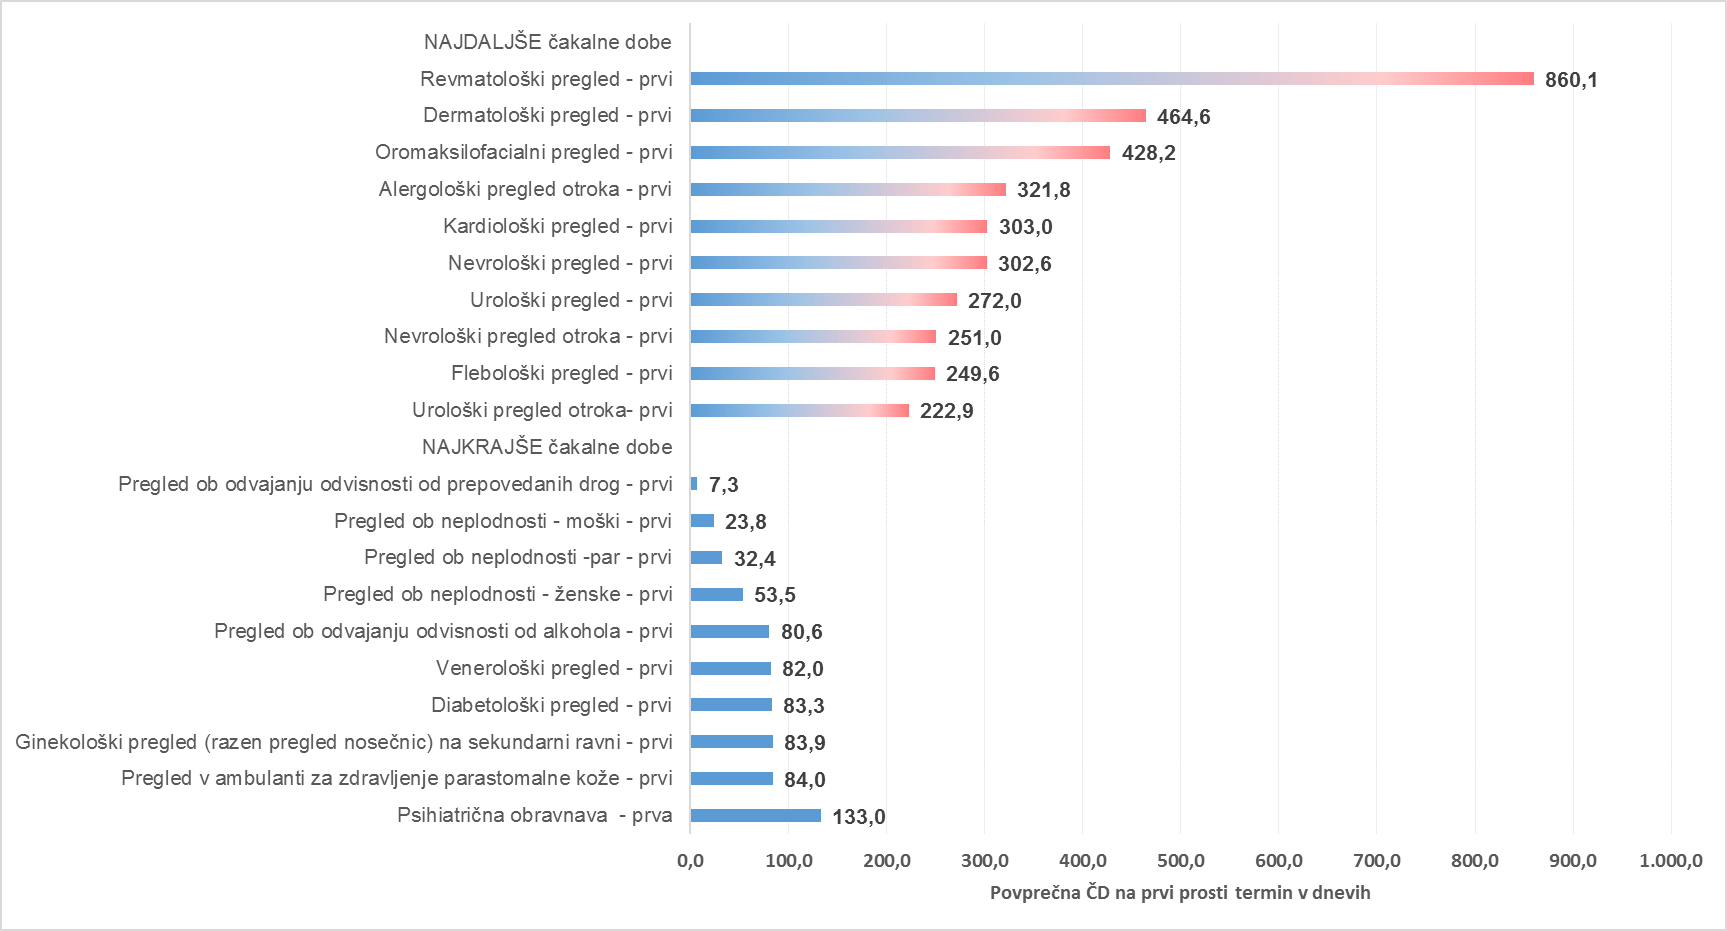 NAJDALJŠE čakalne dobe
Revmatološki pregled - prvi 860,1
Dermatološki pregled - prvi 464,6
Oromaksilofacialni pregled - prvi 428,2
Alergološki pregled otroka - prvi 321,8
Kardiološki pregled - prvi 303,0
Nevrološki pregled - prvi 302,6
Urološki pregled - prvi 272,0
Nevrološki pregled otroka - prvi 251,0
Flebološki pregled - prvi 249,6
Urološki pregled otroka- prvi 222,9
NAJKRAJŠE čakalne dobe
Pregled ob odvajanju odvisnosti od prepovedanih drog - prvi 7,3
Pregled ob neplodnosti - moški - prvi 23,8
Pregled ob neplodnosti -par - prvi 32,4
Pregled ob neplodnosti - ženske - prvi 53,5
Pregled ob odvajanju odvisnosti od alkohola - prvi 80,6
Venerološki pregled - prvi 82,0
Diabetološki pregled - prvi 83,3
Ginekološki pregled (razen pregled nosečnic) na sekundarni ravni - prvi 83,9
Pregled v ambulanti za zdravljenje parastomalne kože - prvi 84,0
Psihiatrična obravnava  - prva 133,0
0,0 100,0 200,0 300,0 400,0 500,0 600,0 700,0 800,0 900,0 1.000,0
Povprečna ČD na prvi prosti termin v dnevih